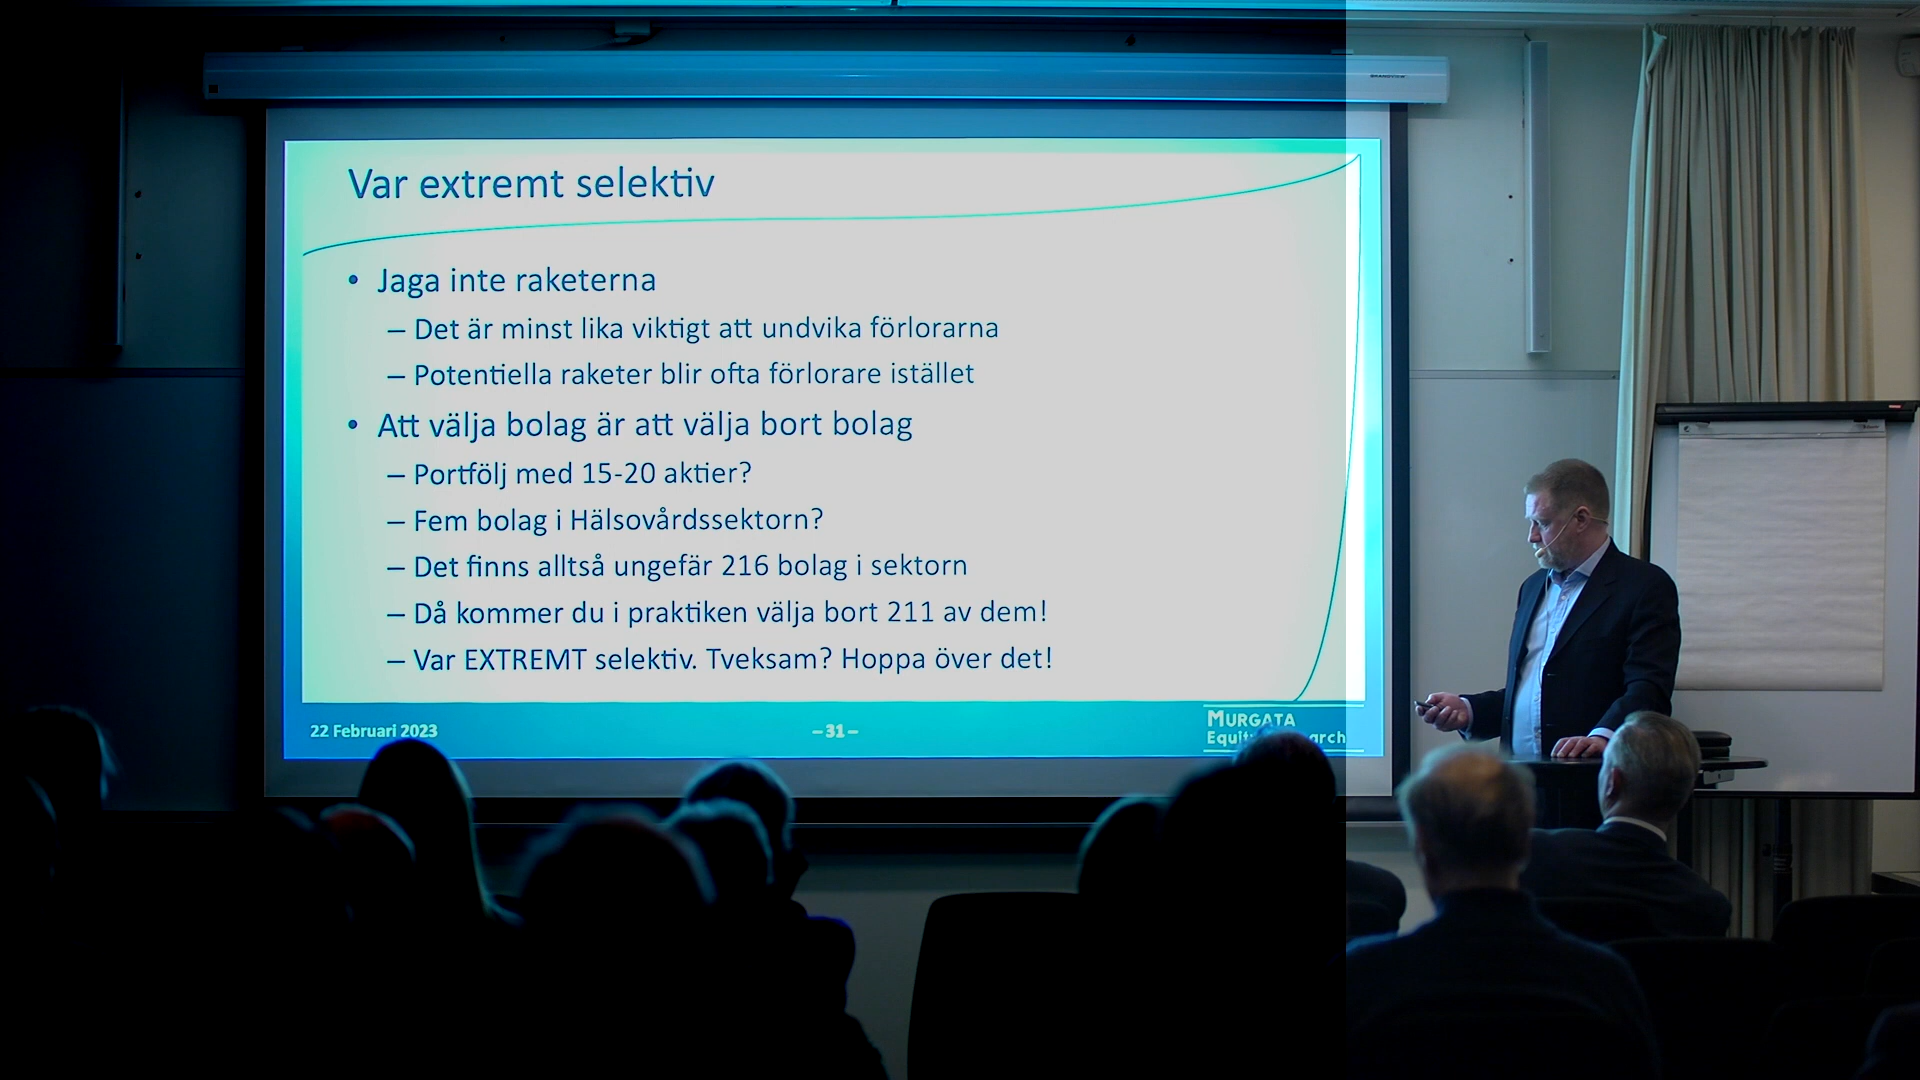 Var extremt selektiv
• Jaga inte raketerna
– Det är minst lika viktigt att undvika förlorarna
– Potentiella raketer blir ofta förlorare istället
• Att välja bolag är att välja bort bolag
– Portfölj med 15-20 aktier?
– Fem bolag i Hälsovårdssektorn?
– Det finns alltså ungefär 216 bolag i sektorn
– Då kommer du i praktiken välja bort 211 av dem!
– Var EXTREMT selektiv. Tveksam? Hoppa över det!
22 Februari 2023
– 31 –
MURGATA